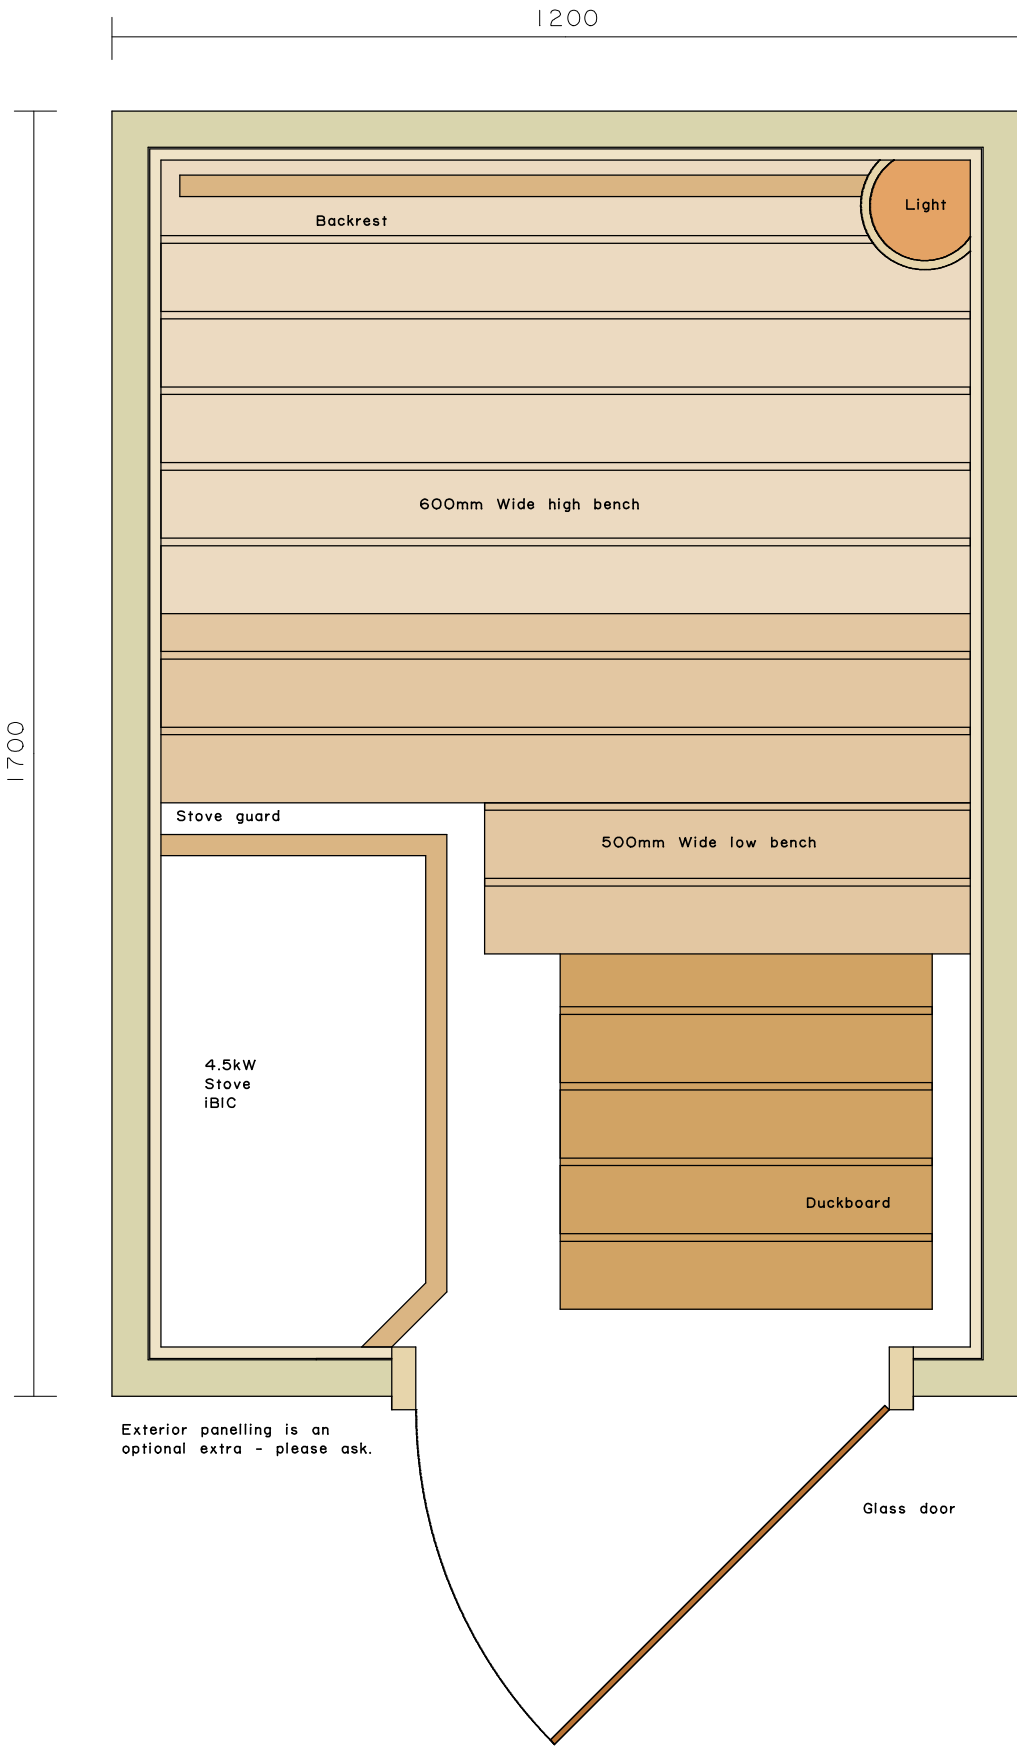 1200
Light
Backrest
600mm Wide high bench
1700
Stove guard
500mm Wide low bench
4.5kW
Stove
iBIC
Duckboard
Exterior panelling is an
optional extra - please ask.
Glass door